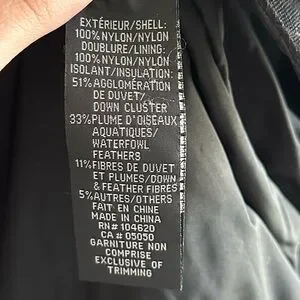 EXTÉRIEUR/SHELL:
100%NYLON/NYLON
DOUBLURE/LINING:
100%NYLON/NYLON
ISOLANT/INSULATION:
51%AGGLOMÉRATION
DE DUVET/
DOWN CLUSTER
33%PLUME D'OISEAUX
AQUATIQUES/
WATERFOWL
FEATHERS
11%FIBRES DE DUVET
ET PLUMES/DOWN
& FEATHER FIBRES
5%AUTRES/OTHERS
FAIT EN CHINE
MADE IN CHINA
RN# 104620
CA # 05050
GARNITURE NON
COMPRISE
EXCLUSIVE OF
TRIMMING